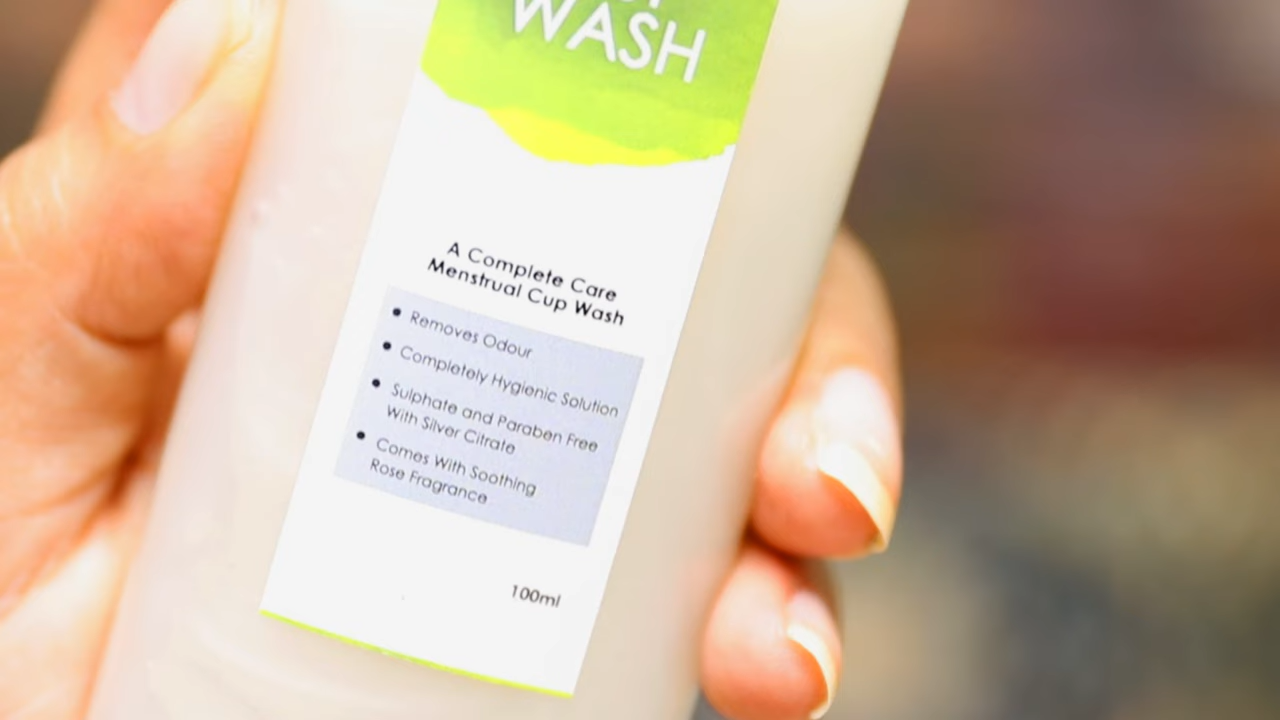 WASH
A Complete Care
Menstrual Cup Wash
• Removes Odour
• Completely Hygienic Solution
• Sulphate and Paraben Free
With Silver Citrate
• Comes With Soothing
Rose Fragrance
100ml